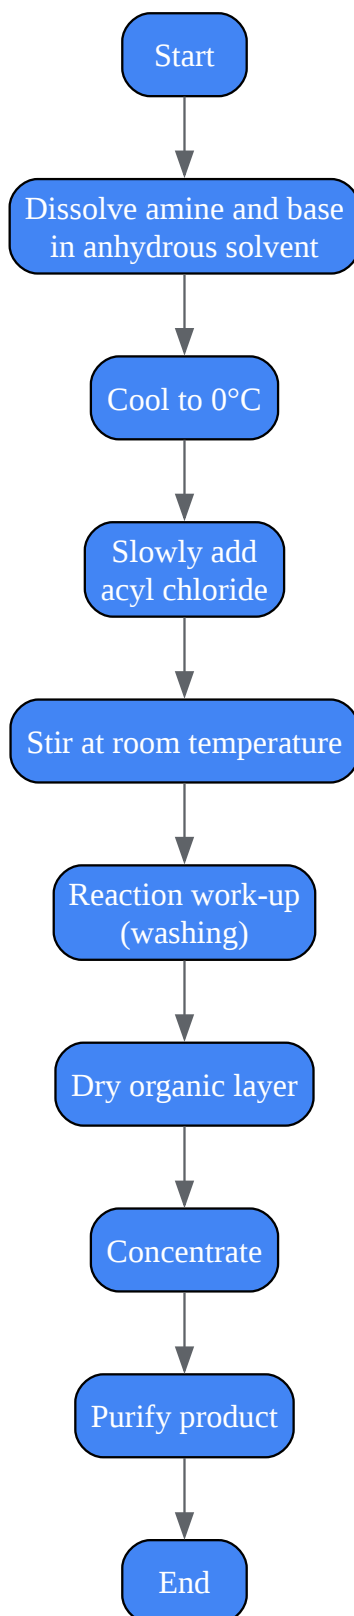 Start
Dissolve amine and base
in anhydrous solvent
Cool to 0°C
Slowly add
acyl chloride
Stir at room temperature
Reaction work-up
(washing)
Dry organic layer
Concentrate
Purify product
End